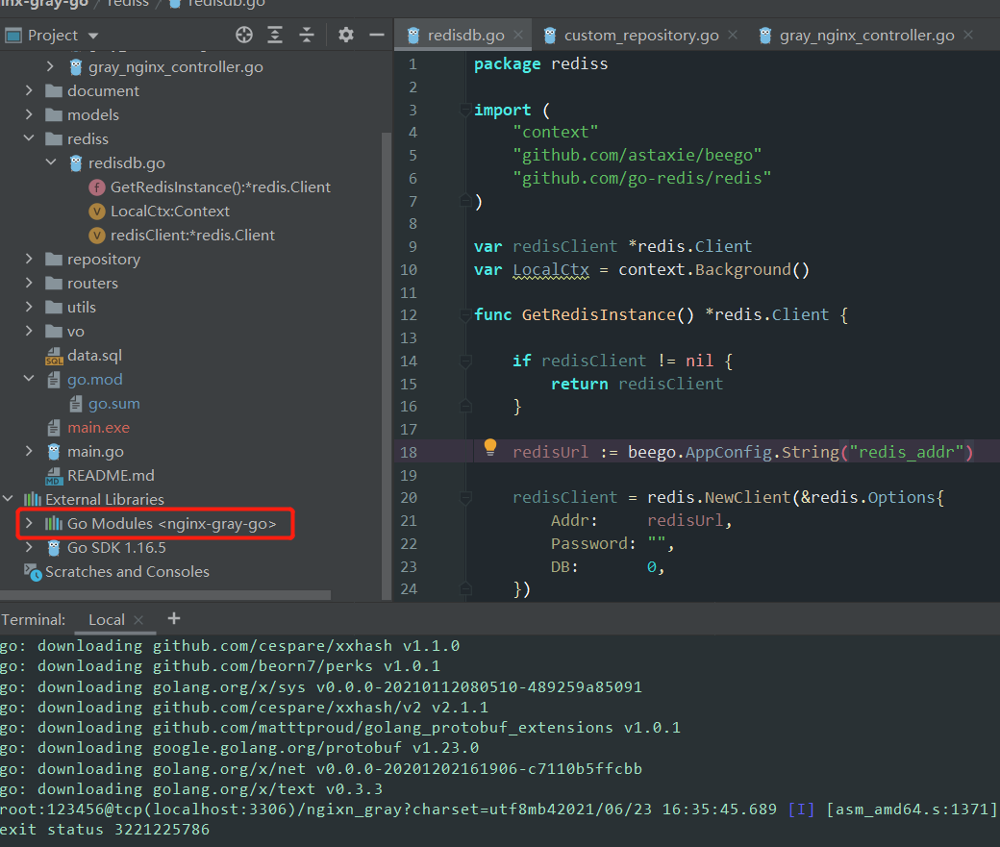 nx-gray-go / rediss / redisdb.go
Project
redisdb.go
custom_repository.go
gray_nginx_controller.go
gray_nginx_controller.go
document
models
rediss
redisdb.go
f GetRedisInstance():*redis.Client
V LocalCtx:Context
V redisClient:*redis.Client
repository
routers
utils
vo
SQL data.sql
go.mod
go.sum
main.exe
main.go
MD README.md
External Libraries
Go Modules <nginx-gray-go>
Go SDK 1.16.5
Scratches and Consoles
1 package rediss
2
3 import (
4 "context"
5 "github.com/astaxie/beego"
6 "github.com/go-redis/redis"
7 )
8
9 var redisClient *redis.Client
10 var LocalCtx = context.Background()
11
12 func GetRedisInstance() *redis.Client {
13
14 if redisClient != nil {
15 return redisClient
16 }
17
18 redisUrl := beego.AppConfig.String("redis_addr")
19
20 redisClient = redis.NewClient(&redis.Options{
21 Addr: redisUrl,
22 Password: "",
23 DB: 0,
24 })
Terminal: Local +
go: downloading github.com/cespare/xxhash v1.1.0
go: downloading github.com/beorn7/perks v1.0.1
go: downloading golang.org/x/sys v0.0.0-20210112080510-489259a85091
go: downloading github.com/cespare/xxhash/v2 v2.1.1
go: downloading github.com/matttproud/golang_protobuf_extensions v1.0.1
go: downloading google.golang.org/protobuf v1.23.0
go: downloading golang.org/x/net v0.0.0-20201202161906-c7110b5ffcbb
go: downloading golang.org/x/text v0.3.3
root:123456@tcp(localhost:3306)/ngixn_gray?charset=utf8mb42021/06/23 16:35:45.689 [I] [asm_amd64.s:1371]
exit status 3221225786